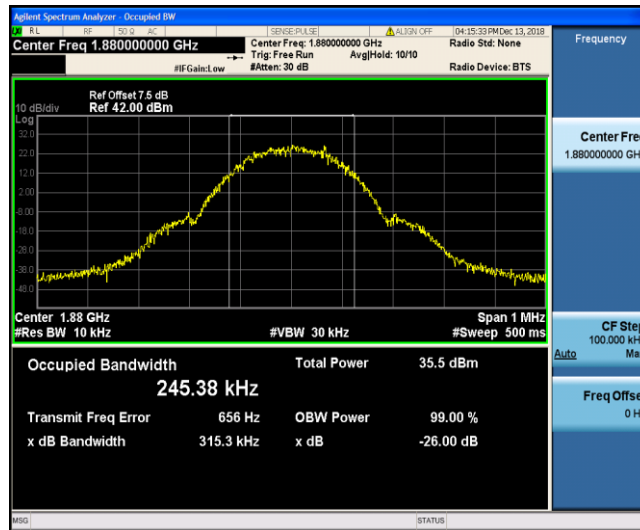 Agilent Spectrum Analyzer - Occupied BW
RL RF 50 Ω AC SENSE:PULSE ALIGN OFF 04:15:33 PM Dec 13, 2018
Center Freq 1.880000000 GHz Center Freq: 1.880000000 GHz Radio Std: None
Trig: Free Run Avg|Hold: 10/10
#IFGain:Low #Atten: 30 dB Radio Device: BTS
Ref Offset 7.5 dB
10 dB/div Ref 42.00 dBm
Log
32.0
22.0
12.0
2.00
-8.00
-18.0
-28.0
-38.0
-48.0
Center 1.88 GHz Span 1 MHz
#Res BW 10 kHz #VBW 30 kHz #Sweep 500 ms
Occupied Bandwidth Total Power 35.5 dBm
245.38 kHz
Transmit Freq Error 656 Hz OBW Power 99.00 %
x dB Bandwidth 315.3 kHz x dB -26.00 dB
MSG STATUS
Frequency
Center Fre
1.880000000 GH
CF Step
100.000 kH
Auto Ma
Freq Offse
0 H